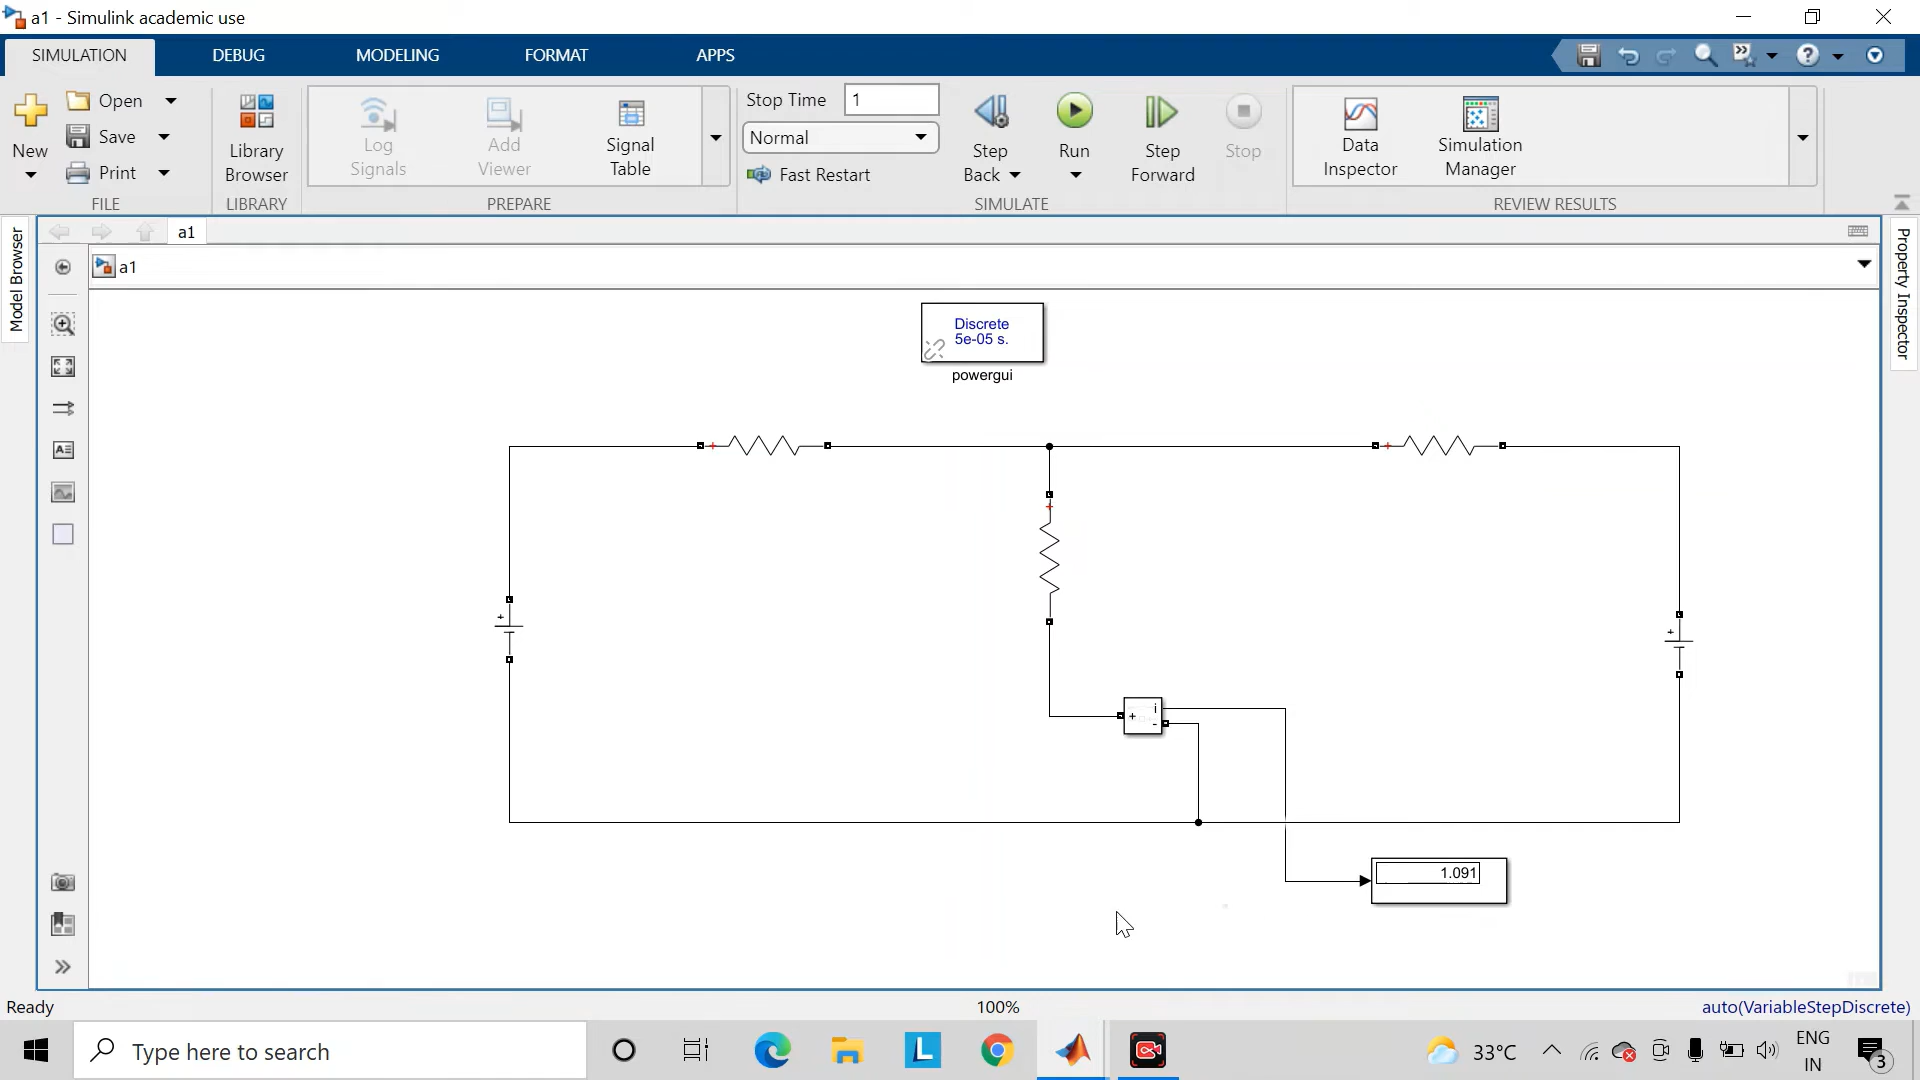 a1 - Simulink academic use
SIMULATION
DEBUG
MODELING
FORMAT
APPS
New
Open
Save
Print
FILE
Library
Browser
LIBRARY
Log
Signals
Add
Viewer
Signal
Table
PREPARE
Stop Time 1
Normal
Fast Restart
Step
Back
Run
Step
Forward
Stop
SIMULATE
Data
Inspector
Simulation
Manager
REVIEW RESULTS
Model Browser
Property Inspector
a1
a1
Discrete
5e-05 s.
powergui
+
+
+
+
+
+ i
-
1.091
Ready
100%
auto(VariableStepDiscrete)
Type here to search
L
33°C
ENG
IN
3